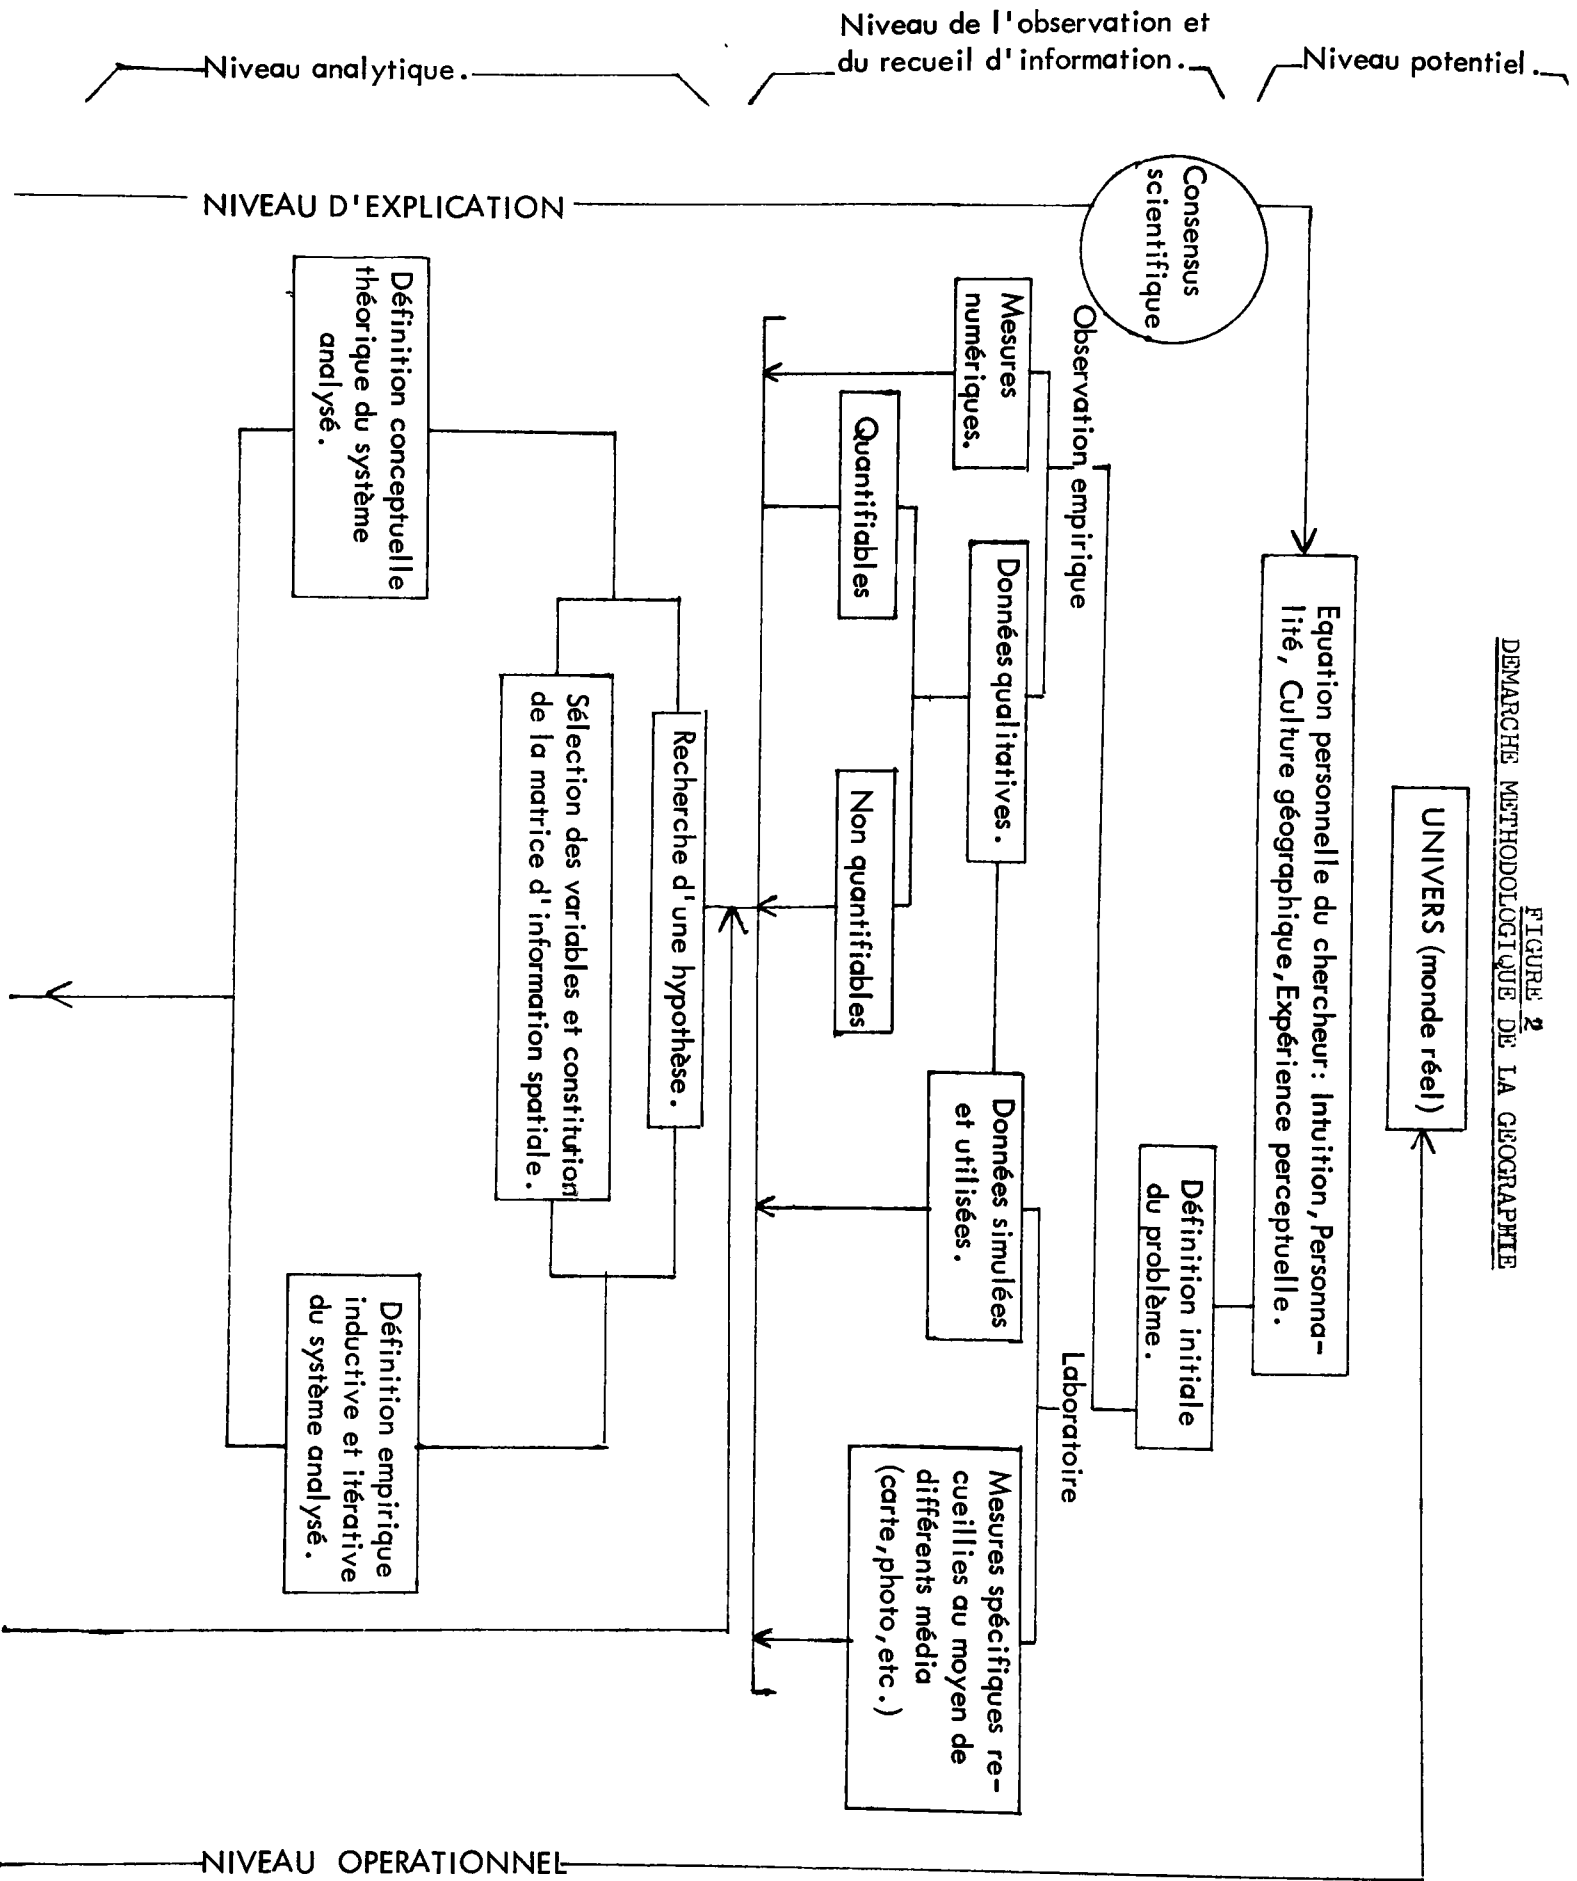 FIGURE 2
DEMARCHE METHODOLOGIQUE DE LA GEOGRAPHIE
Niveau potentiel.
UNIVERS (monde réel)
Equation personnelle du chercheur: Intuition, Personna-
lité, Culture géographique, Expérience perceptuelle.
Définition initiale
du problème.
Consensus
scientifique
Niveau de l'observation et
du recueil d'information.
Observation empirique
Laboratoire
Mesures
numériques.
Données qualitatives.
Données simulées
et utilisées.
Mesures spécifiques re-
cueillies au moyen de
différents média
(carte, photo, etc.)
Quantifiables
Non quantifiables
Niveau analytique.
Recherche d'une hypothèse.
Sélection des variables et constitution
de la matrice d'information spatiale.
Définition conceptuelle
théorique du système
analysé.
Définition empirique
inductive et itérative
du système analysé.
NIVEAU D'EXPLICATION
NIVEAU OPERATIONNEL